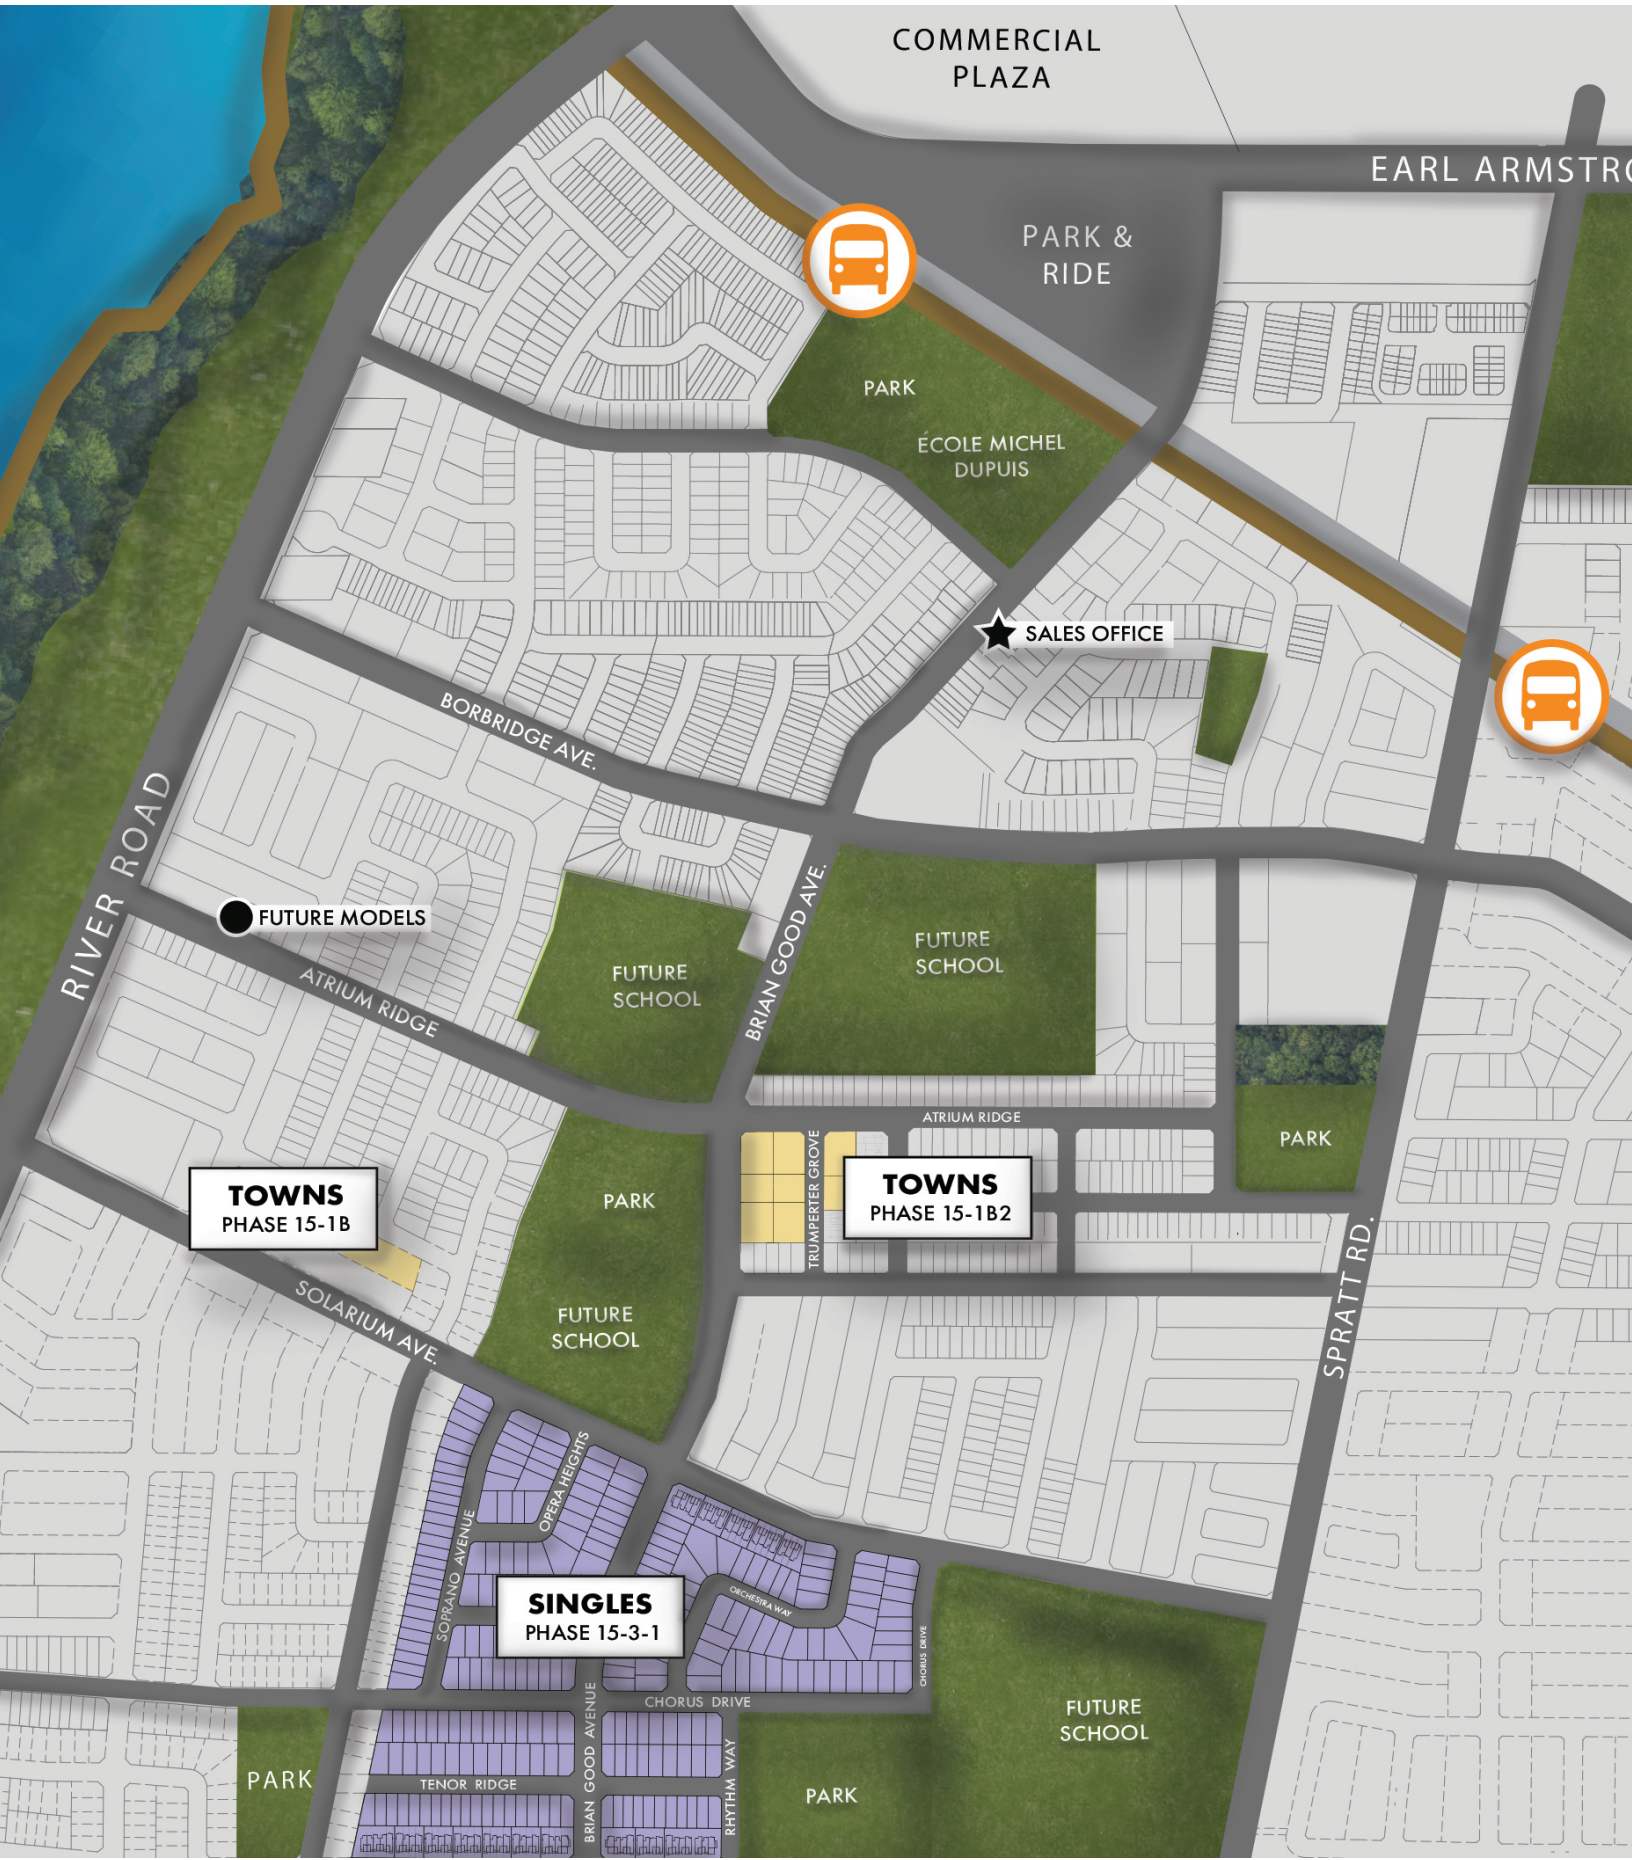 COMMERCIAL
PLAZA
EARL ARMSTRO
PARK &
RIDE
PARK
ÉCOLE MICHEL
DUPUIS
SALES OFFICE
BORBRIDGE AVE.
RIVER ROAD
FUTURE MODELS
ATRIUM RIDGE
FUTURE
SCHOOL
BRIAN GOOD AVE.
FUTURE
SCHOOL
ATRIUM RIDGE
PARK
TOWNS
PHASE 15-1B
PARK
TRUMPERTER GROVE
TOWNS
PHASE 15-1B2
SOLARIUM AVE.
FUTURE
SCHOOL
SPRATT RD.
OPERA HEIGHTS
SOPRANO AVENUE
SINGLES
PHASE 15-3-1
ORCHESTRA WAY
CHORUS DRIVE
CHORUS DRIVE
FUTURE
SCHOOL
PARK
TENOR RIDGE
BRIAN GOOD AVENUE
RHYTHM WAY
PARK